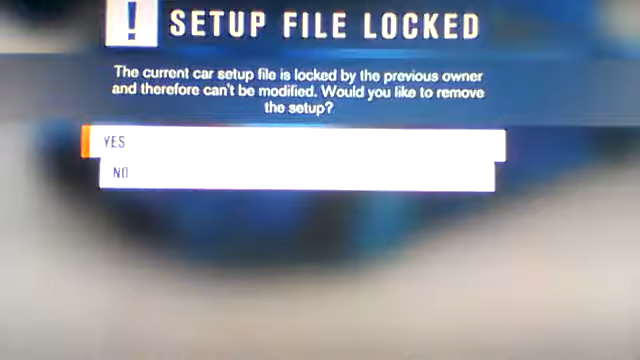 ! SETUP FILE LOCKED
The current car setup file is locked by the previous owner
and therefore can't be modified. Would you like to remove
the setup?
YES
NO